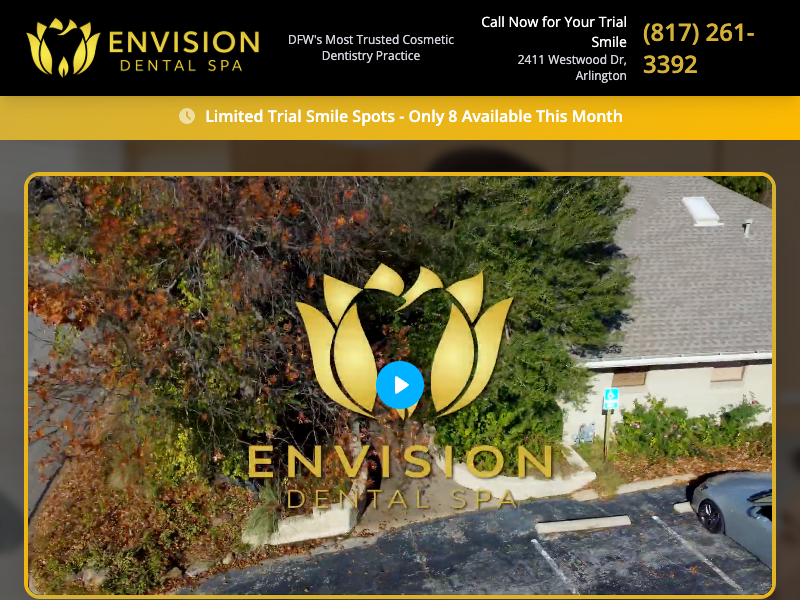 ENVISION
DENTAL SPA
DFW's Most Trusted Cosmetic
Dentistry Practice
Call Now for Your Trial
Smile
2411 Westwood Dr,
Arlington
(817) 261-
3392
Limited Trial Smile Spots - Only 8 Available This Month
ENVISION
DENTAL SPA